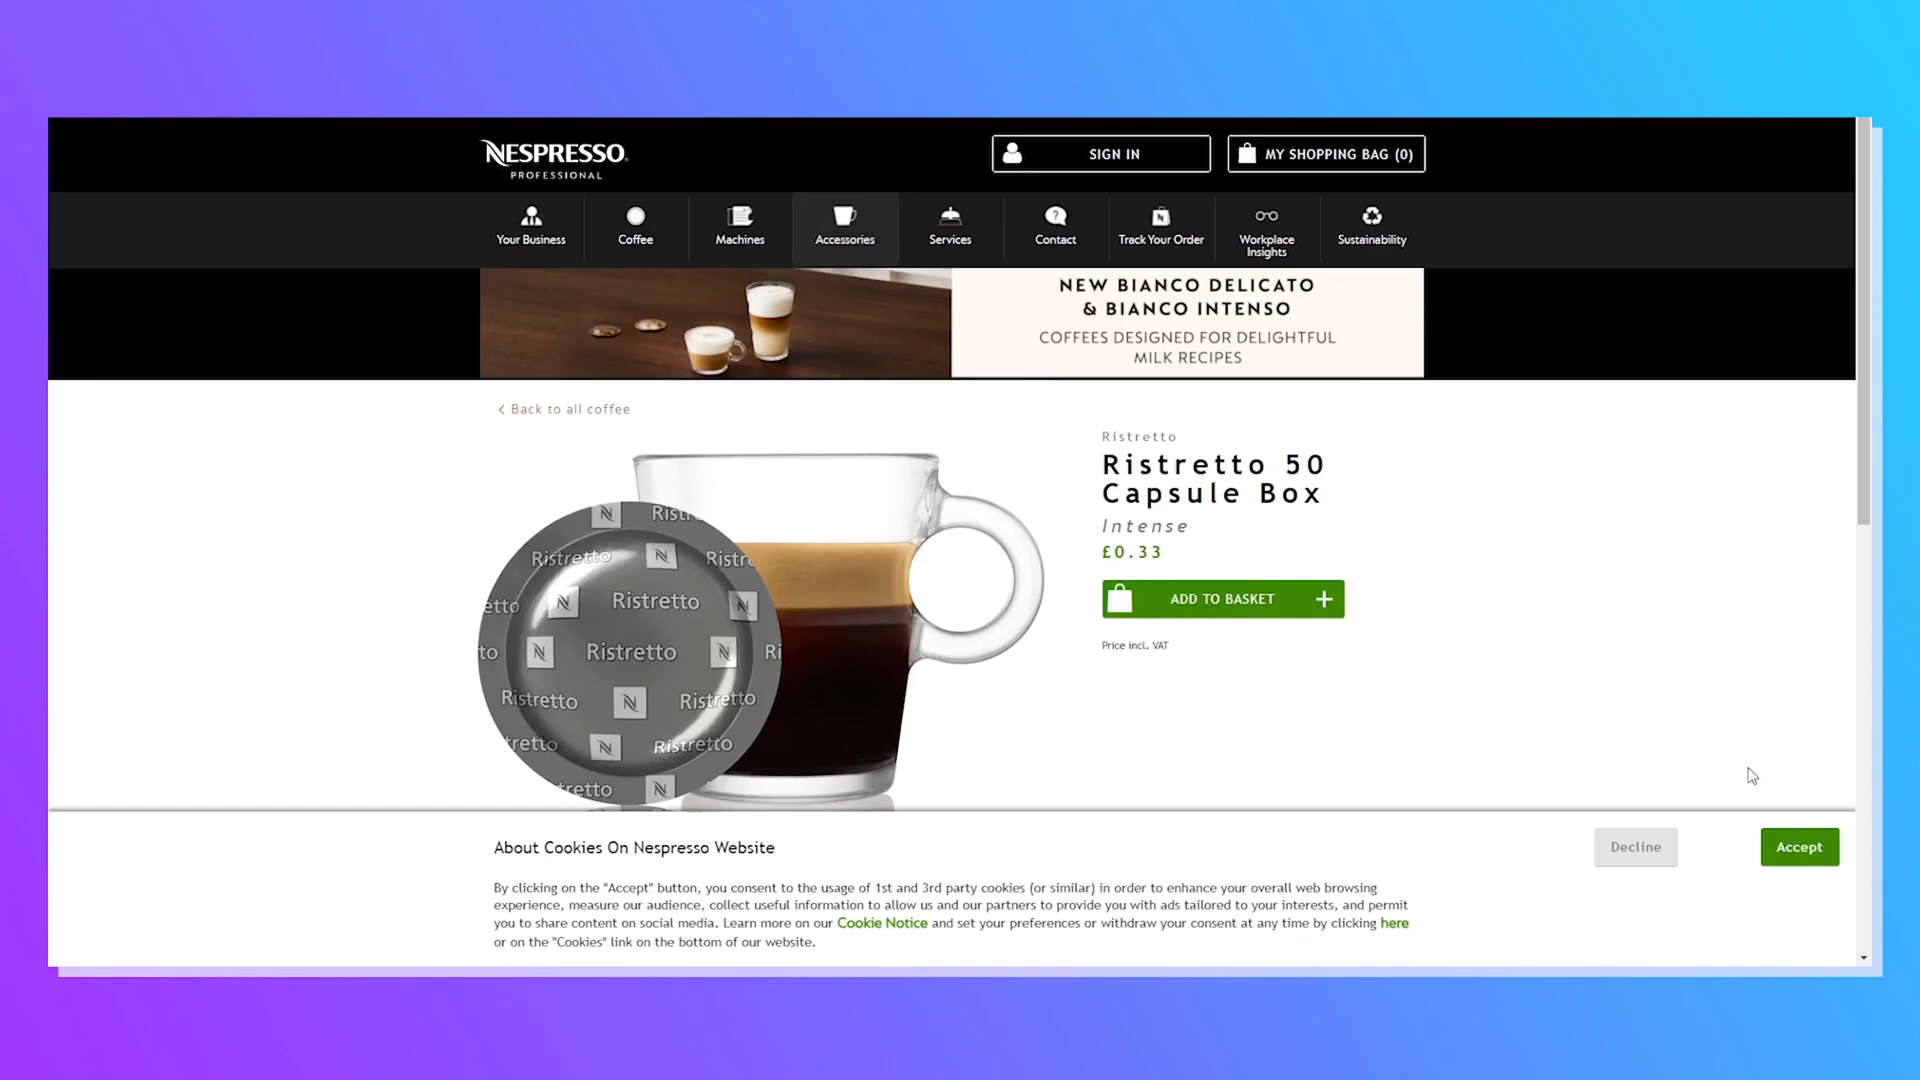 NESPRESSO
PROFESSIONAL
SIGN IN
MY SHOPPING BAG (0)
Your Business
Coffee
Machines
Accessories
Services
Contact
Track Your Order
Workplace
Insights
Sustainability
NEW BIANCO DELICATO
& BIANCO INTENSO
COFFEES DESIGNED FOR DELIGHTFUL
MILK RECIPES
< Back to all coffee
Ristretto
Ristretto 50
Capsule Box
Intense
£0.33
ADD TO BASKET +
Price incl. VAT
N Ristr
Ristretto N Ristr
etto N Ristretto N
to N Ristretto N Ri
Ristretto N Ristretto
retto N Ristretto
retto N
About Cookies On Nespresso Website
Decline
Accept
By clicking on the "Accept" button, you consent to the usage of 1st and 3rd party cookies (or similar) in order to enhance your overall web browsing
experience, measure our audience, collect useful information to allow us and our partners to provide you with ads tailored to your interests, and permit
you to share content on social media. Learn more on our Cookie Notice and set your preferences or withdraw your consent at any time by clicking here
or on the "Cookies" link on the bottom of our website.